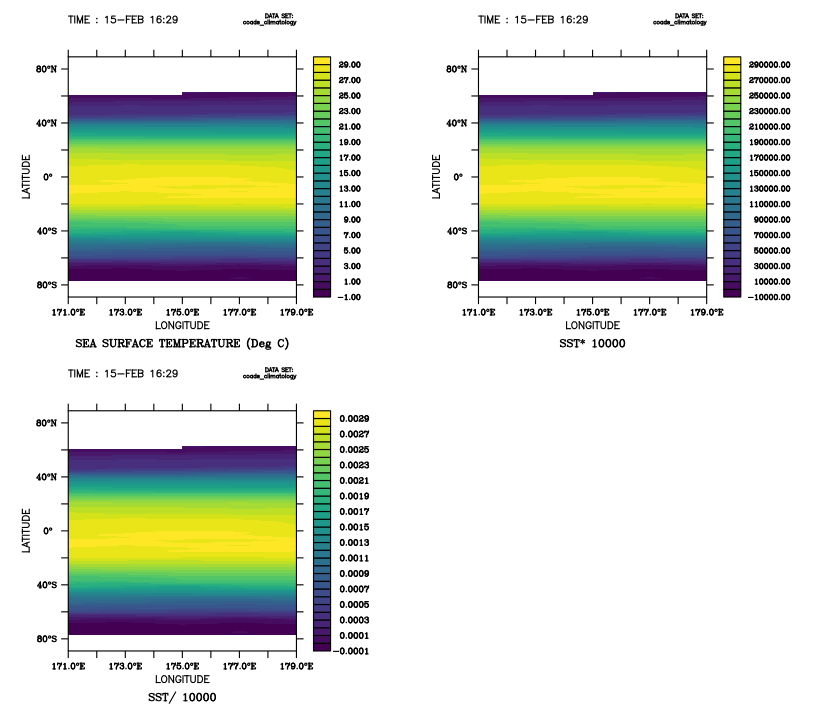 TIME : 15-FEB 16:29
DATA SET:
coads_climatology
80°N
40°N
0°
40°S
80°S
LATITUDE
171.0°E 173.0°E 175.0°E 177.0°E 179.0°E
LONGITUDE
SEA SURFACE TEMPERATURE (Deg C)
29.00
27.00
25.00
23.00
21.00
19.00
17.00
15.00
13.00
11.00
9.00
7.00
5.00
3.00
1.00
-1.00
TIME : 15-FEB 16:29
DATA SET:
coads_climatology
80°N
40°N
0°
40°S
80°S
LATITUDE
171.0°E 173.0°E 175.0°E 177.0°E 179.0°E
LONGITUDE
SST* 10000
290000.00
270000.00
250000.00
230000.00
210000.00
190000.00
170000.00
150000.00
130000.00
110000.00
90000.00
70000.00
50000.00
30000.00
10000.00
-10000.00
TIME : 15-FEB 16:29
DATA SET:
coads_climatology
80°N
40°N
0°
40°S
80°S
LATITUDE
171.0°E 173.0°E 175.0°E 177.0°E 179.0°E
LONGITUDE
SST/ 10000
0.0029
0.0027
0.0025
0.0023
0.0021
0.0019
0.0017
0.0015
0.0013
0.0011
0.0009
0.0007
0.0005
0.0003
0.0001
-0.0001